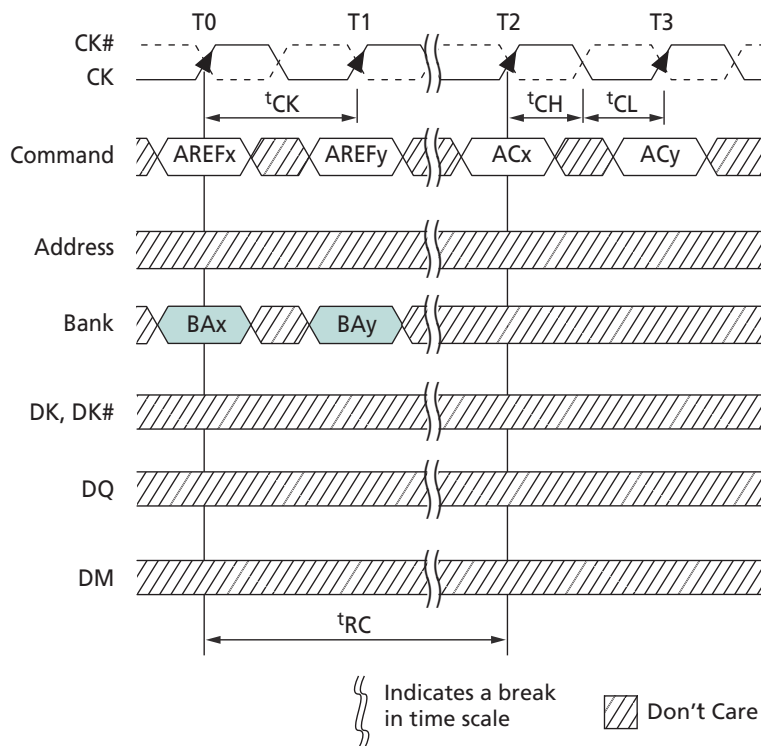 T0 T1 T2 T3
CK#
CK
tCK tCH tCL
Command AREFx AREFy ACx ACy
Address
Bank BAx BAy
DK, DK#
DQ
DM
tRC
Indicates a break
in time scale
Don't Care